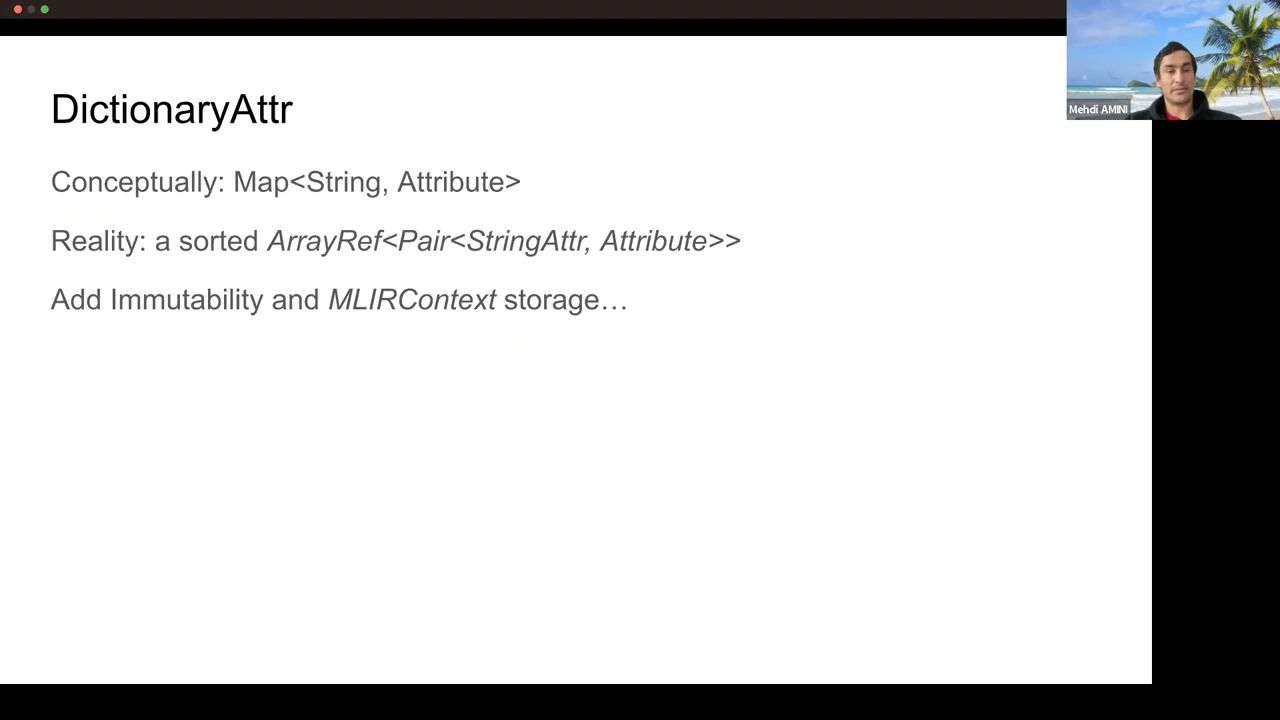 Mehdi AMINI
DictionaryAttr
Conceptually: Map<String, Attribute>
Reality: a sorted ArrayRef<Pair<StringAttr, Attribute>>
Add Immutability and MLIRContext storage…